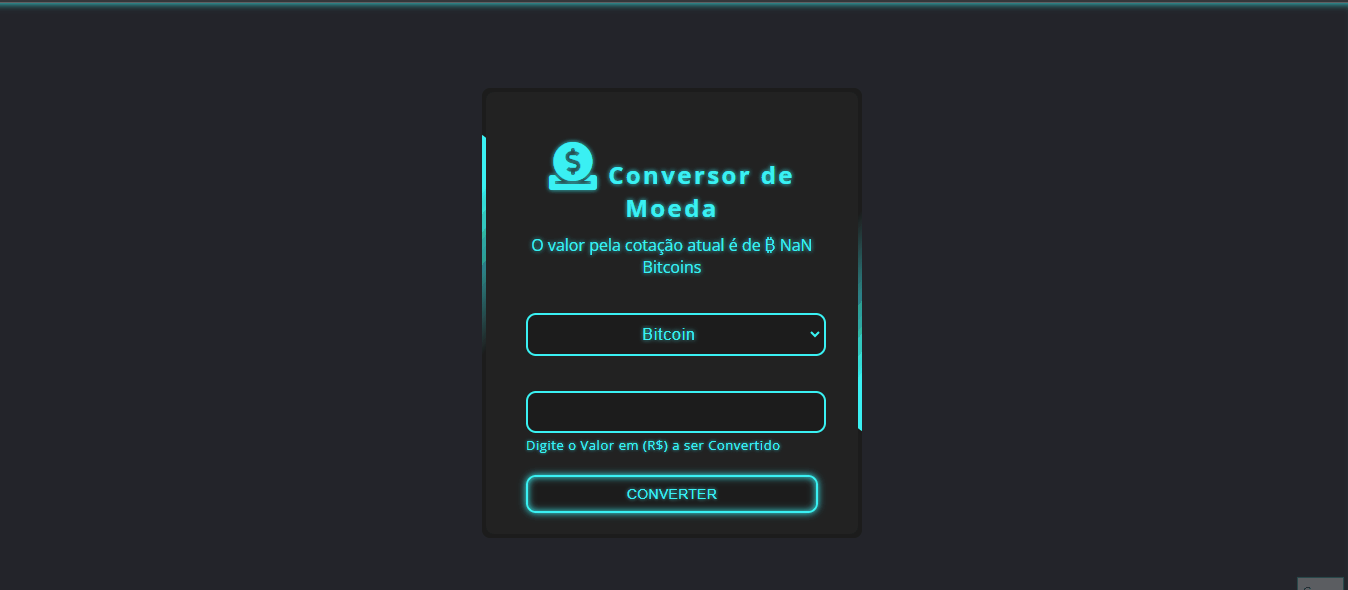 Conversor de
Moeda
O valor pela cotação atual é de ₿ NaN
Bitcoins
Bitcoin
Digite o Valor em (R$) a ser Convertido
CONVERTER